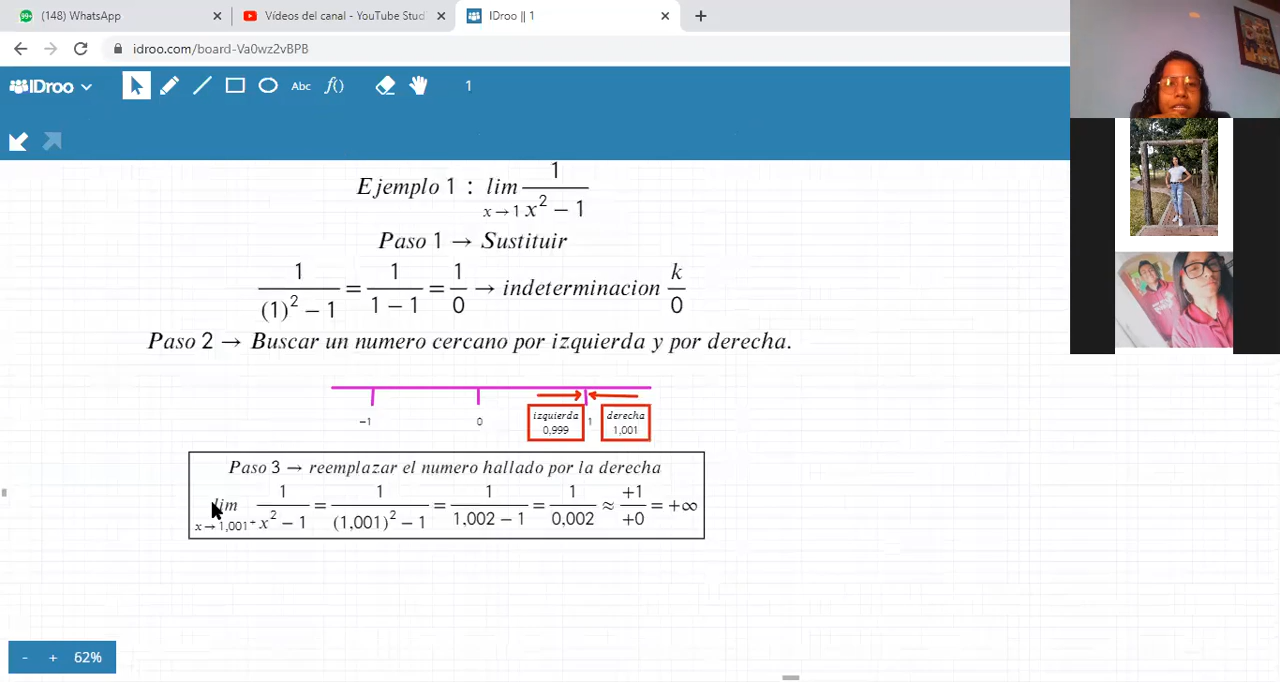 (148) WhatsApp
Vídeos del canal - YouTube Stud
IDroo || 1
idroo.com/board-Va0wz2vBPB
IDroo
Abc
f()
1
Ejemplo 1 : lim x→1 1/(x² − 1)
Paso 1 → Sustituir
1/((1)² − 1) = 1/(1 − 1) = 1/0 → indeterminacion k/0
Paso 2 → Buscar un numero cercano por izquierda y por derecha.
−1 0 izquierda 0,999 1 derecha 1,001
Paso 3 → reemplazar el numero hallado por la derecha
lim x→1,001⁺ 1/(x² − 1) = 1/((1,001)² − 1) = 1/(1,002 − 1) = 1/0,002 ≈ +1/+0 = +∞
- + 62%